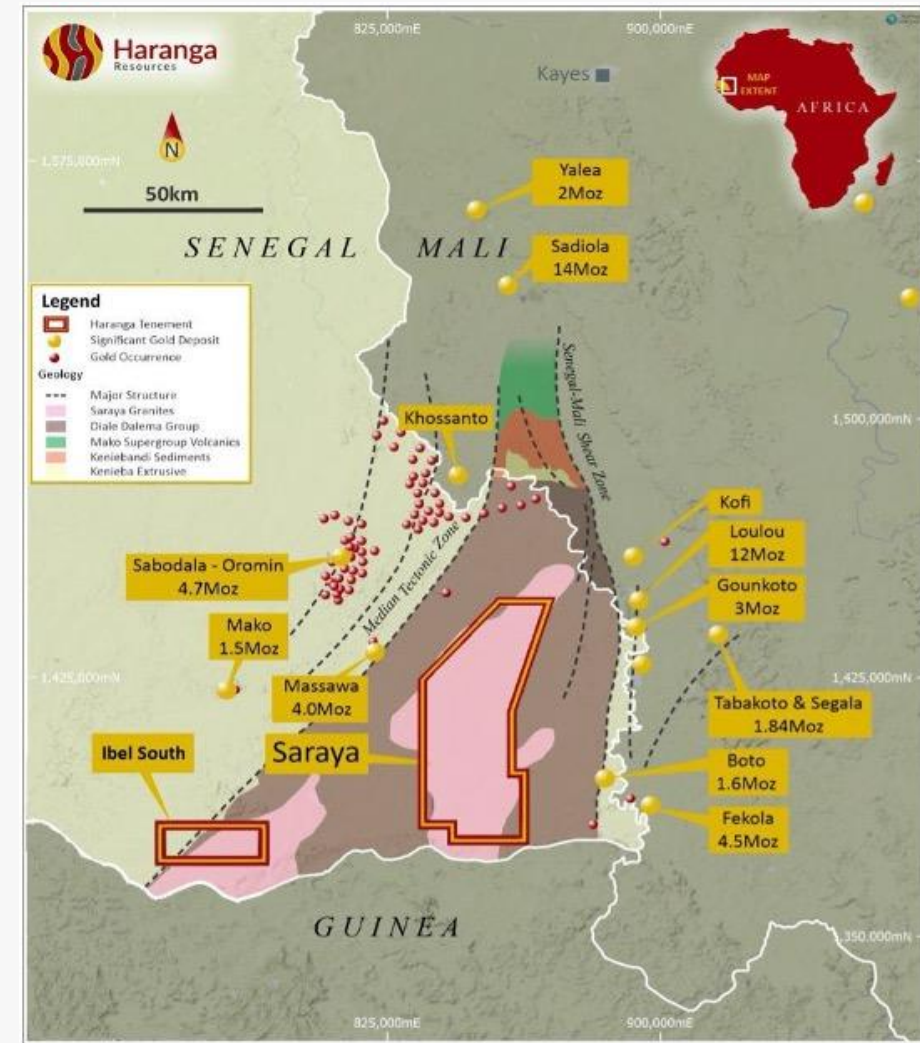 Haranga
Resources
825,000mE
900,000mE
Kayes
MAP
EXTENT
AFRICA
N
1,575,000mN
50km
Yalea
2Moz
SENEGAL
MALI
Sadiola
14Moz
Legend
Haranga Tenement
Significant Gold Deposit
Gold Occurrence
Geology
Major Structure
Saraya Granites
Diale Dalema Group
Mako Supergroup Volcanics
Keniebandi Sediments
Kenieba Extrusive
Senegal-Mali Shear Zone
Khossanto
1,500,000mN
Kofi
Loulou
12Moz
Median Tectonic Zone
Sabodala - Oromin
4.7Moz
Gounkoto
3Moz
Mako
1.5Moz
1,425,000mN
1,425,000mN
Massawa
4.0Moz
Tabakoto & Segala
1.84Moz
Ibel South
Saraya
Boto
1.6Moz
Fekola
4.5Moz
GUINEA
1,350,000mN
825,000mE
900,000mE